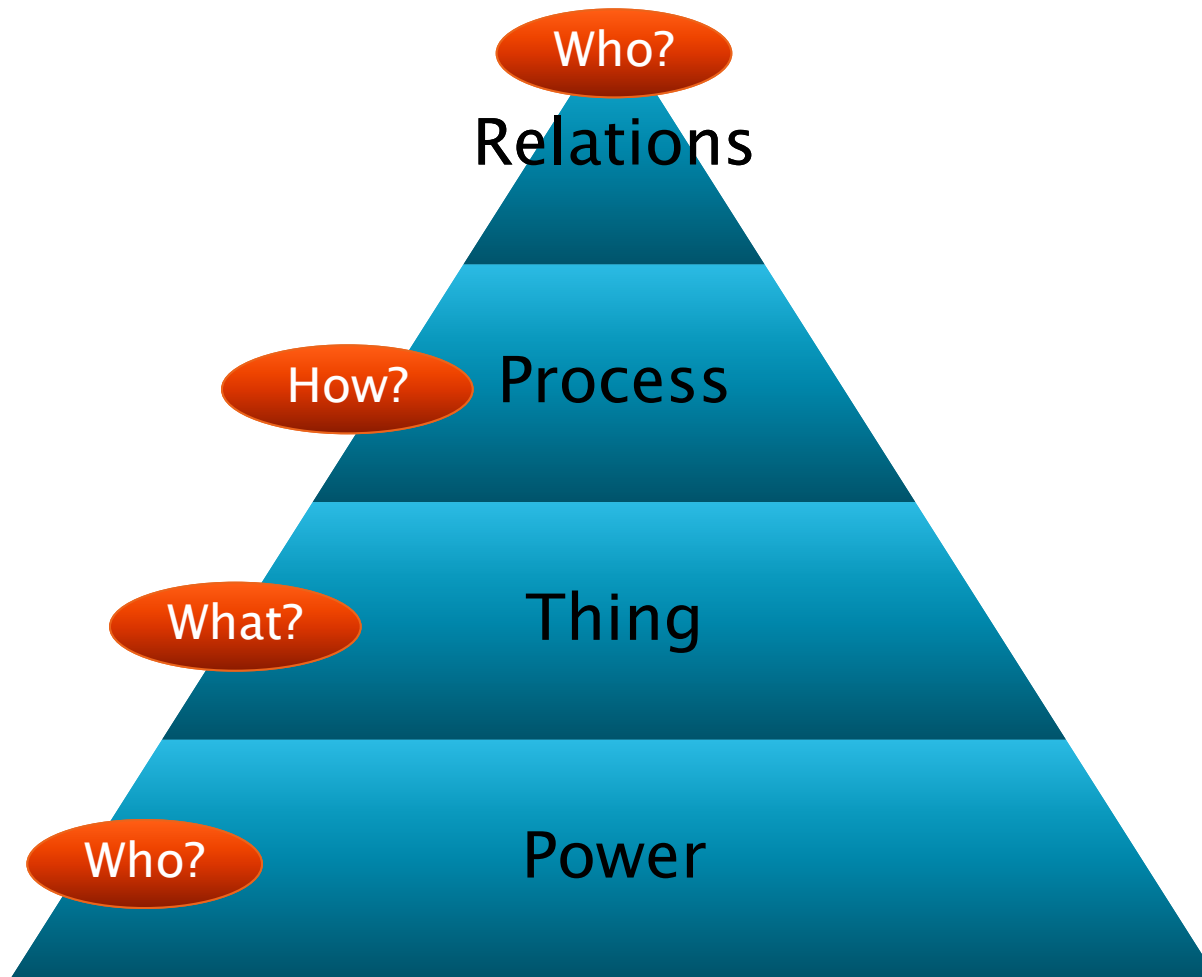 Who?
Relations
How?
Process
What?
Thing
Who?
Power